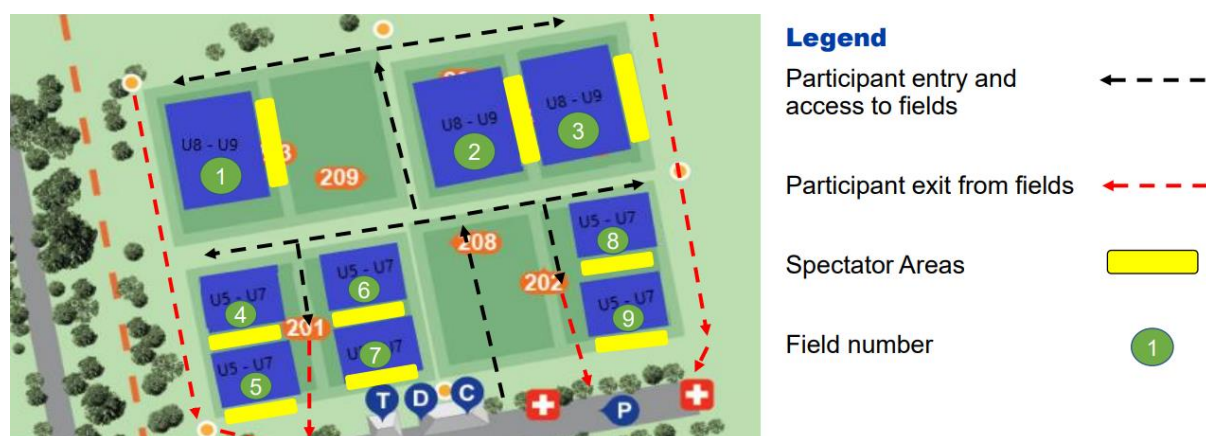 U8 - U9
1
209
U8 - U9
2
U8 - U9
3
208
202
U5 - U7
8
U5 - U7
9
U5 - U7
4
U5 - U7
6
201
U5 - U7
5
7
T
D
C
P
Legend
Participant entry and
access to fields
Participant exit from fields
Spectator Areas
Field number
1